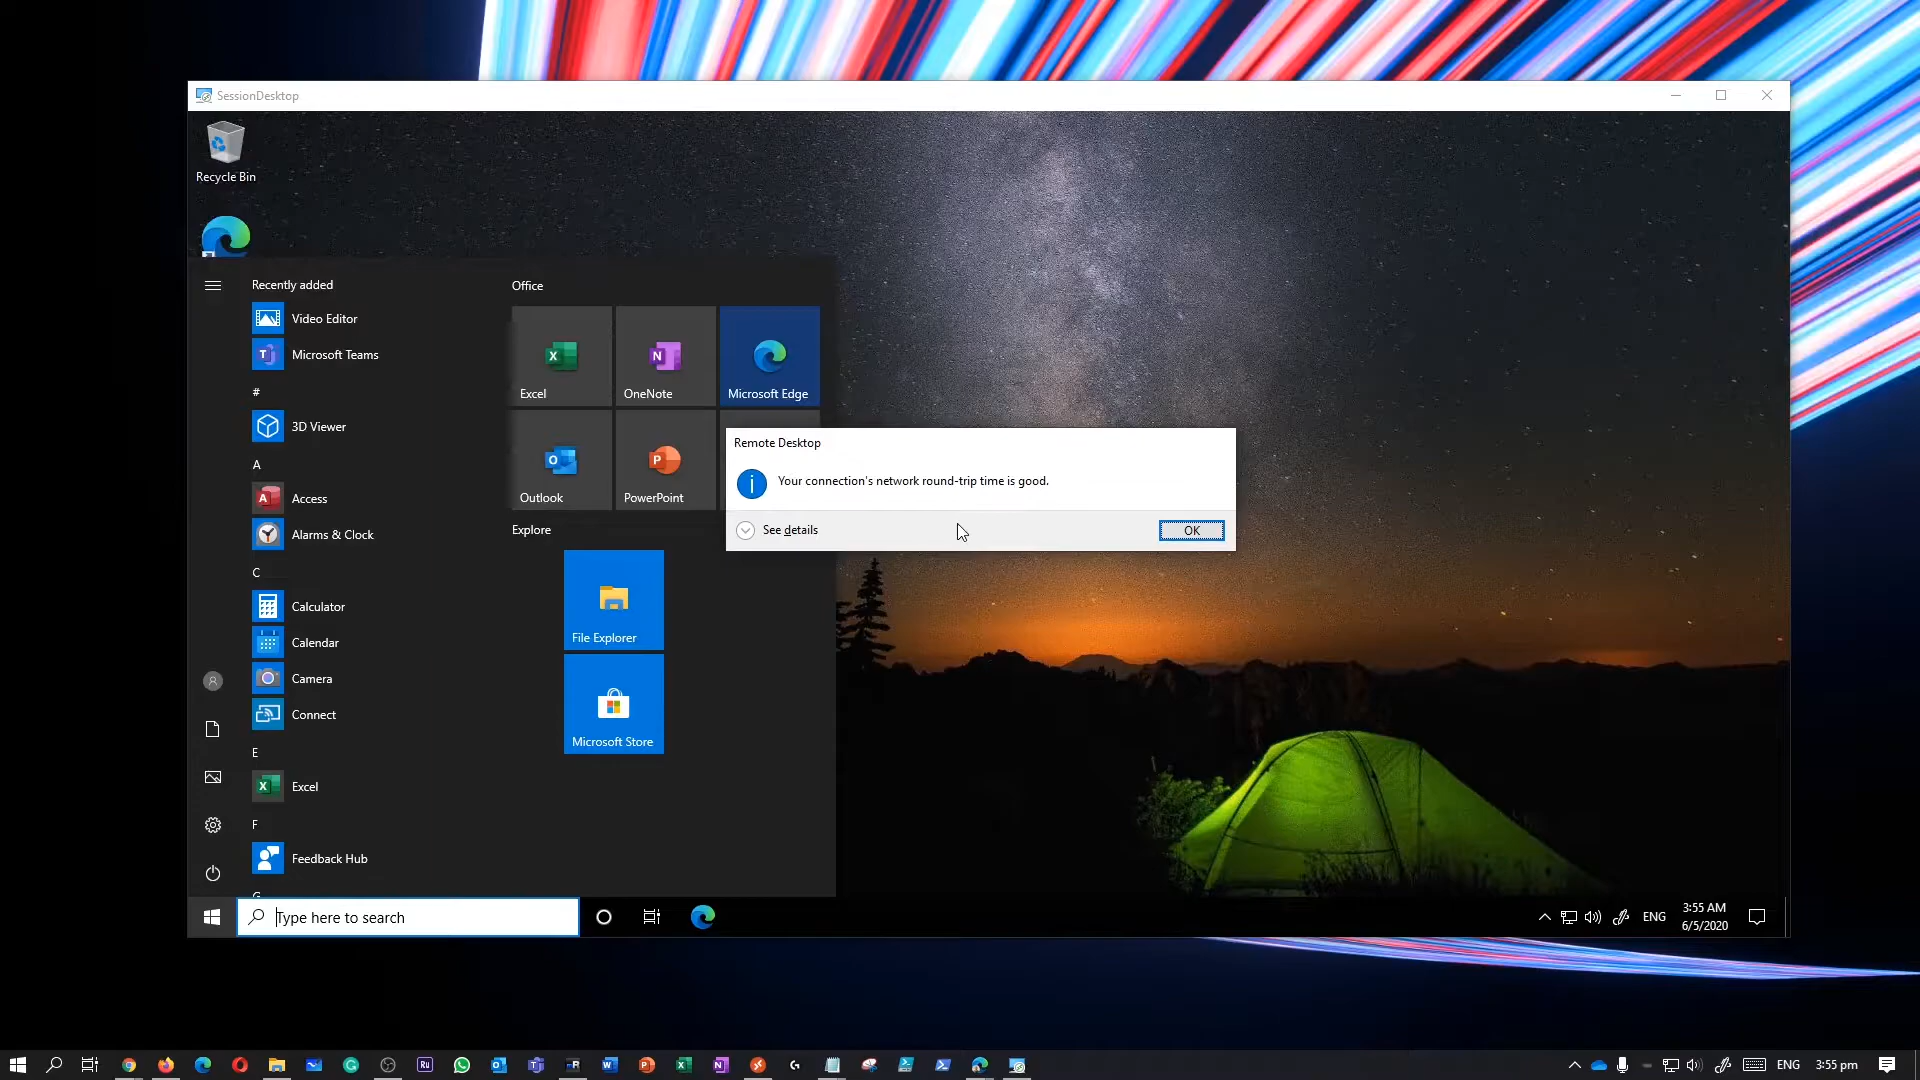 SessionDesktop
Recycle Bin
Recently added
Video Editor
Microsoft Teams
#
3D Viewer
A
Access
Alarms & Clock
C
Calculator
Calendar
Camera
Connect
E
Excel
F
Feedback Hub
G
Office
Excel
OneNote
Microsoft Edge
Outlook
PowerPoint
Explore
File Explorer
Microsoft Store
Remote Desktop
Your connection's network round-trip time is good.
See details
OK
Type here to search
ENG
3:55 AM
6/5/2020
ENG
3:55 pm